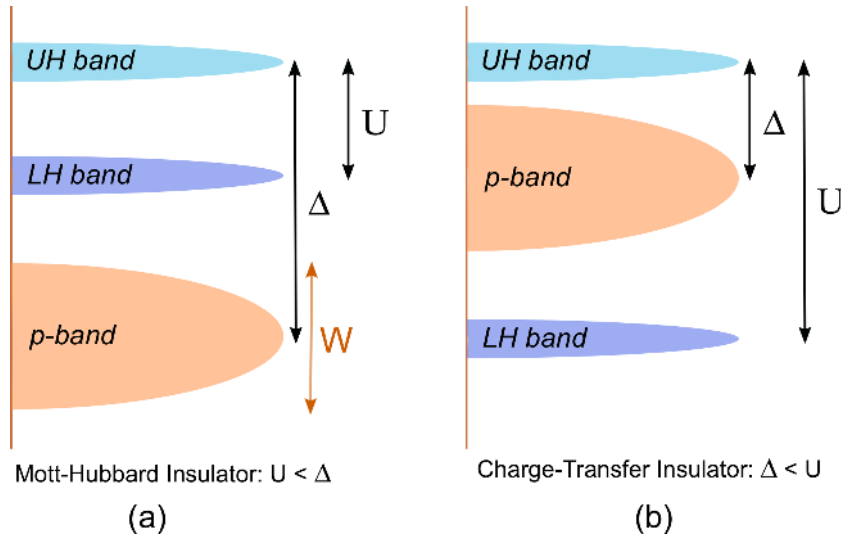 UH band
U
LH band
Δ
p-band
W
Mott-Hubbard Insulator: U < Δ
(a)
UH band
Δ
p-band
U
LH band
Charge-Transfer Insulator: Δ < U
(b)